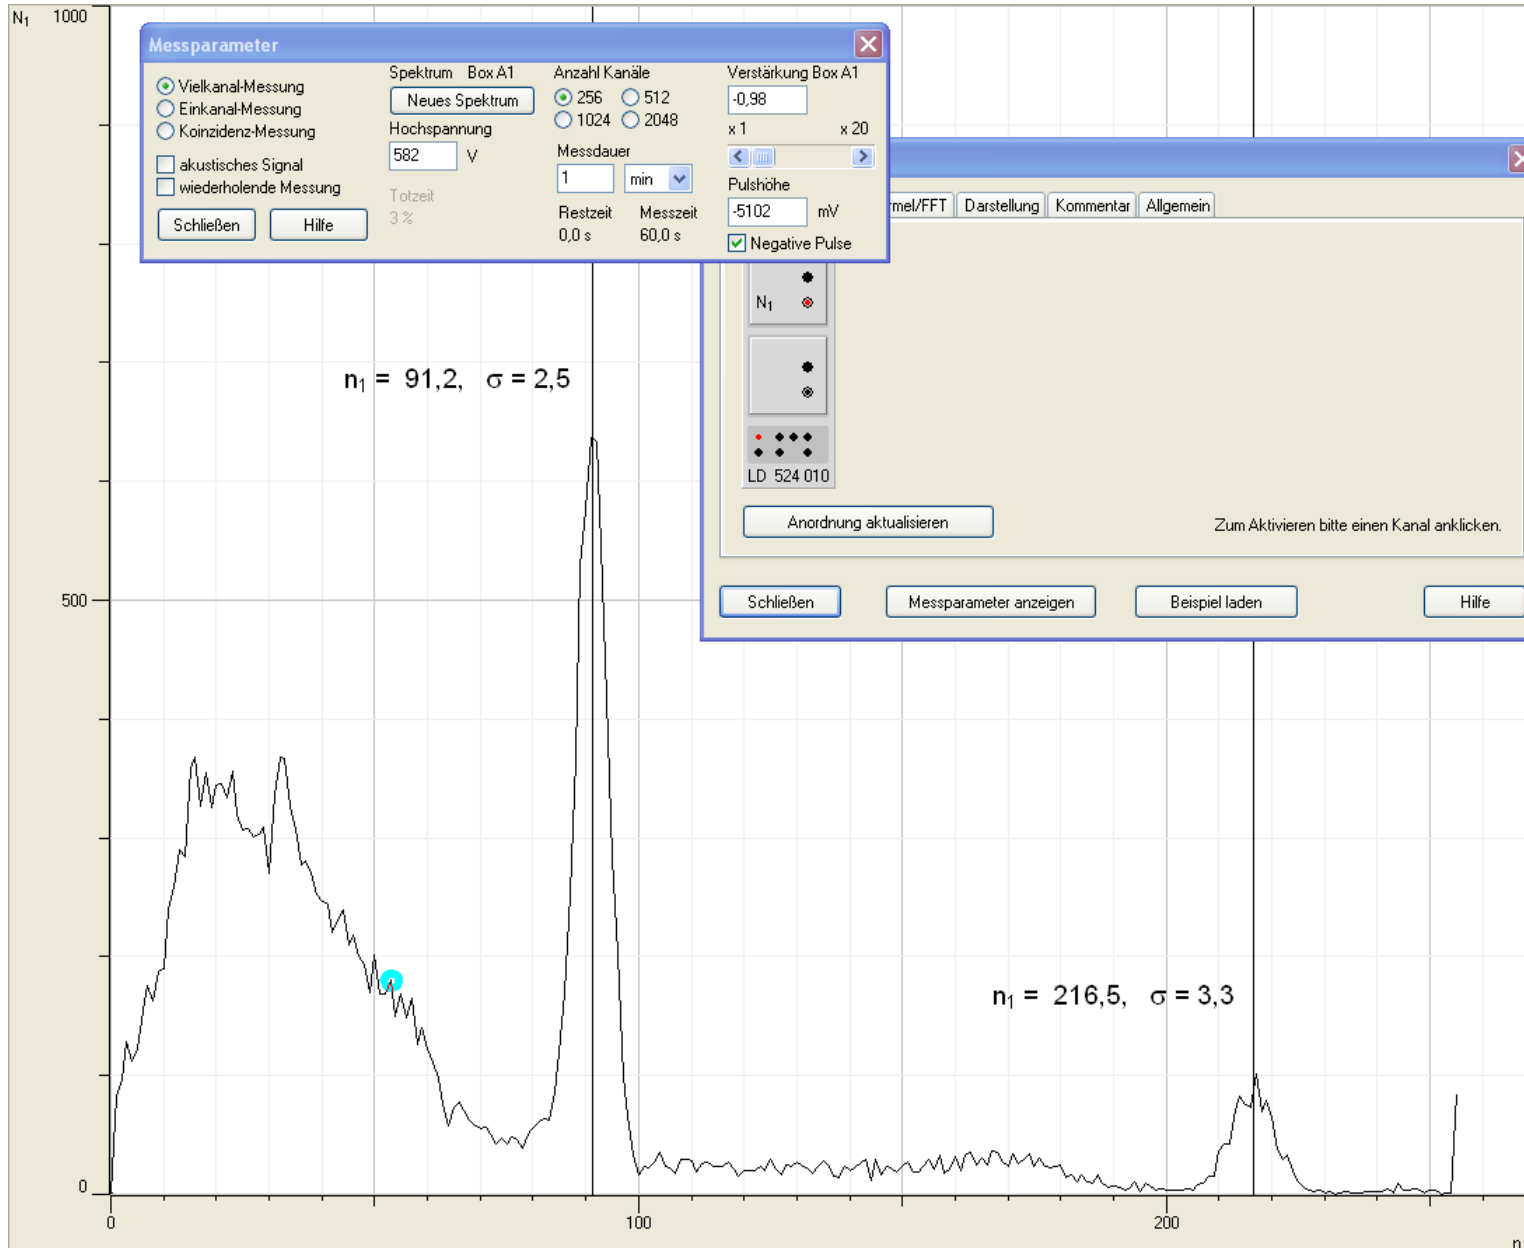 N₁
1000
Messparameter
Vielkanal-Messung
Einkanal-Messung
Koinzidenz-Messung
akustisches Signal
wiederholende Messung
Schließen
Hilfe
Spektrum Box A1
Neues Spektrum
Hochspannung
582 V
Totzeit
3 %
Anzahl Kanäle
256 512
1024 2048
Messdauer
1 min
Restzeit Messzeit
0,0 s 60,0 s
Verstärkung Box A1
-0,98
x 1 x 20
Pulshöhe
-5102 mV
Negative Pulse
rmel/FFT Darstellung Kommentar Allgemein
N₁
LD 524 010
Anordnung aktualisieren
Zum Aktivieren bitte einen Kanal anklicken.
Schließen Messparameter anzeigen Beispiel laden Hilfe
n₁ = 91,2, σ = 2,5
500
n₁ = 216,5, σ = 3,3
0
0 100 200
n